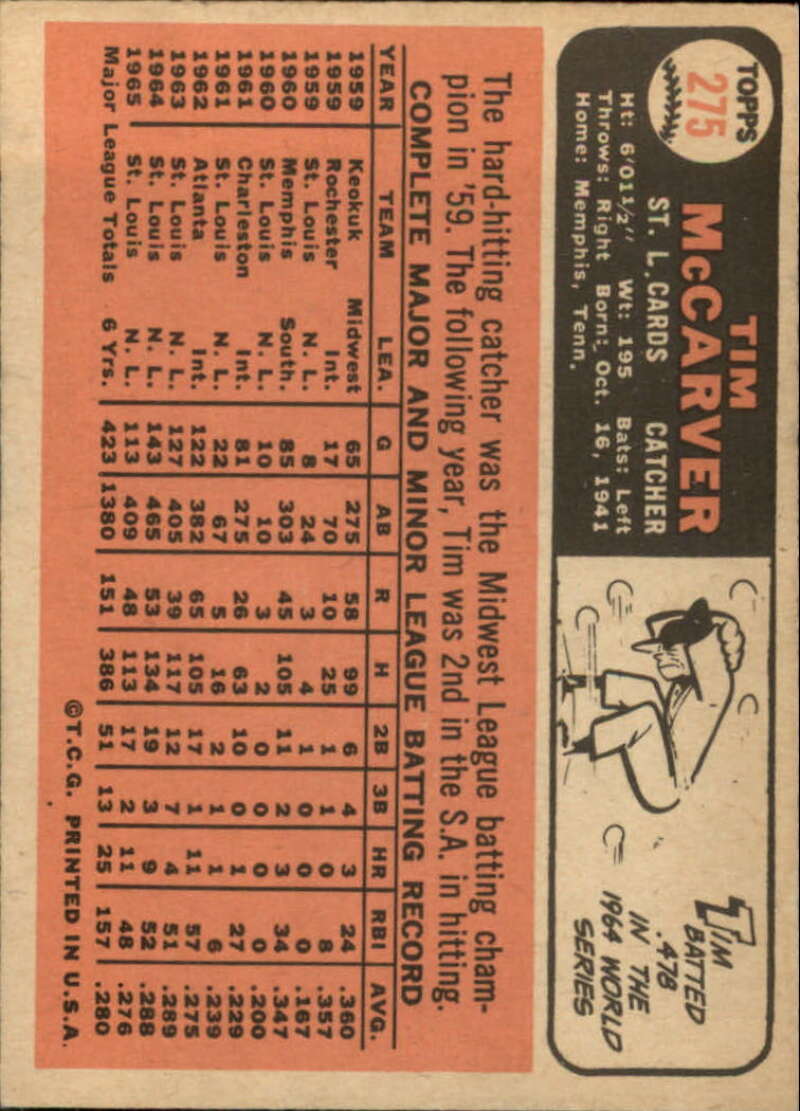 TOPPS
275
TIM
McCARVER
ST. L. CARDS CATCHER
Ht: 6'01½" Wt: 195 Bats: Left
Throws: Right Born: Oct. 16, 1941
Home: Memphis, Tenn.
TIM
BATTED
.478
IN THE
1964 WORLD
SERIES
The hard-hitting catcher was the Midwest League batting cham-
pion in '59. The following year, Tim was 2nd in the S.A. in hitting.
COMPLETE MAJOR AND MINOR LEAGUE BATTING RECORD
YEAR TEAM LEA. G AB R H 2B 3B HR RBI AVG.
1959 Keokuk Midwest 65 275 58 99 6 4 3 24 .360
1959 Rochester Int. 17 70 10 25 1 1 0 8 .357
1959 St. Louis N. L. 8 24 3 4 1 0 0 0 .167
1960 Memphis South. 85 303 45 105 11 2 3 34 .347
1960 St. Louis N. L. 10 10 3 2 0 0 0 0 .200
1961 Charleston Int. 81 275 26 63 10 0 1 27 .229
1961 St. Louis N. L. 22 67 5 16 2 1 1 6 .239
1962 Atlanta Int. 122 382 65 105 17 1 11 57 .275
1963 St. Louis N. L. 127 405 39 117 12 7 4 51 .289
1964 St. Louis N. L. 143 465 53 134 19 3 9 52 .288
1965 St. Louis N. L. 113 409 48 113 17 2 11 48 .276
Major League Totals 6 Yrs. 423 1380 151 386 51 13 25 157 .280
©T.C.G. PRINTED IN U.S.A.